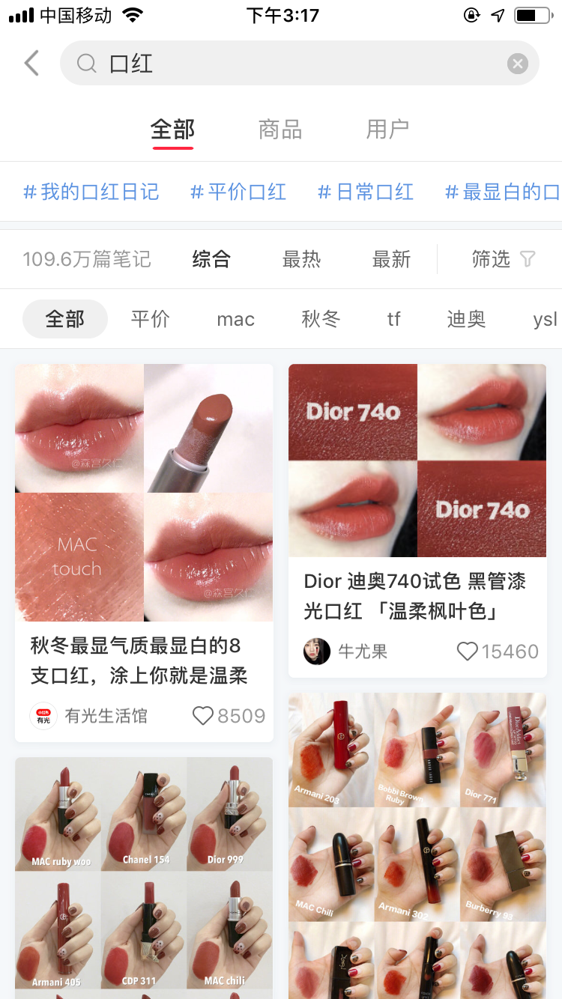 中国移动
下午3:17
口红
全部
商品
用户
#我的口红日记
#平价口红
#日常口红
#最显白的口
109.6万篇笔记
综合
最热
最新
筛选
全部
平价
mac
秋冬
tf
迪奥
ysl
@森宫久仁
MAC
touch
@森宫久仁
秋冬最显气质最显白的8
支口红，涂上你就是温柔
有光生活馆
8509
Dior 740
Dior 740
Dior 迪奥740试色 黑管漆
光口红 「温柔枫叶色」
牛尤果
15460
MAC ruby woo
Chanel 154
Dior 999
Armani 405
CDP 311
MAC chili
Armani 203
Bobbi Brown
Ruby
Dior 771
MAC Chili
Armani 302
Burberry 93